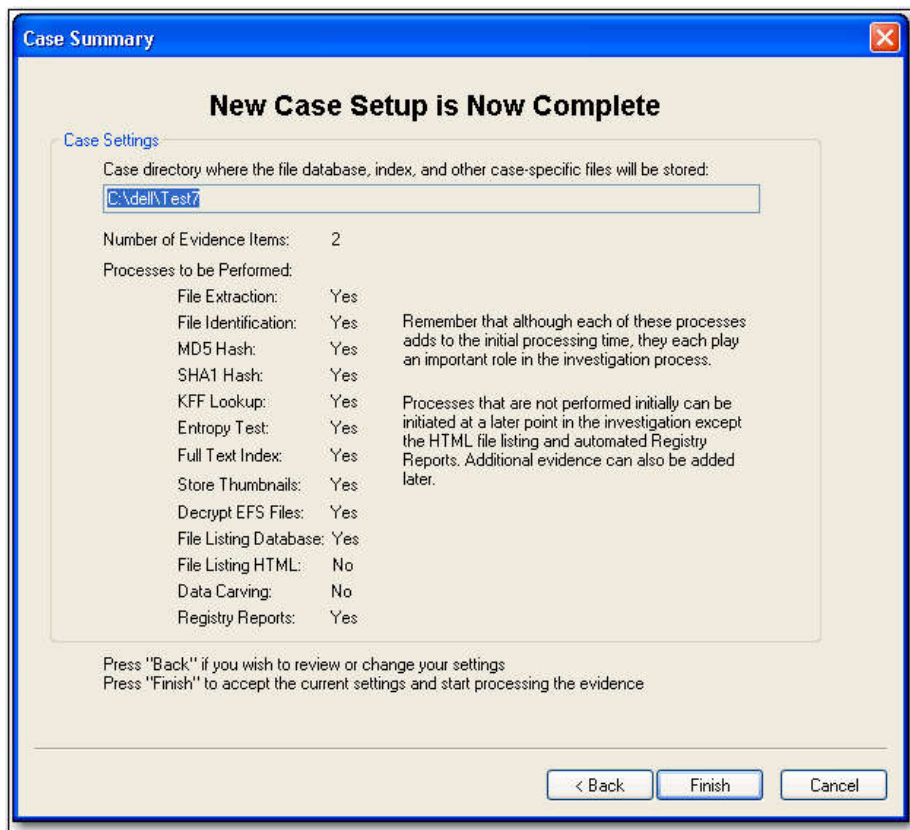 Case Summary
New Case Setup is Now Complete
Case Settings
Case directory where the file database, index, and other case-specific files will be stored:
C:\dell\Test7
Number of Evidence Items: 2
Processes to be Performed:
File Extraction: Yes
File Identification: Yes
MD5 Hash: Yes
SHA1 Hash: Yes
KFF Lookup: Yes
Entropy Test: Yes
Full Text Index: Yes
Store Thumbnails: Yes
Decrypt EFS Files: Yes
File Listing Database: Yes
File Listing HTML: No
Data Carving: No
Registry Reports: Yes
Remember that although each of these processes
adds to the initial processing time, they each play
an important role in the investigation process.
Processes that are not performed initially can be
initiated at a later point in the investigation except
the HTML file listing and automated Registry
Reports. Additional evidence can also be added
later.
Press "Back" if you wish to review or change your settings
Press "Finish" to accept the current settings and start processing the evidence
< Back
Finish
Cancel